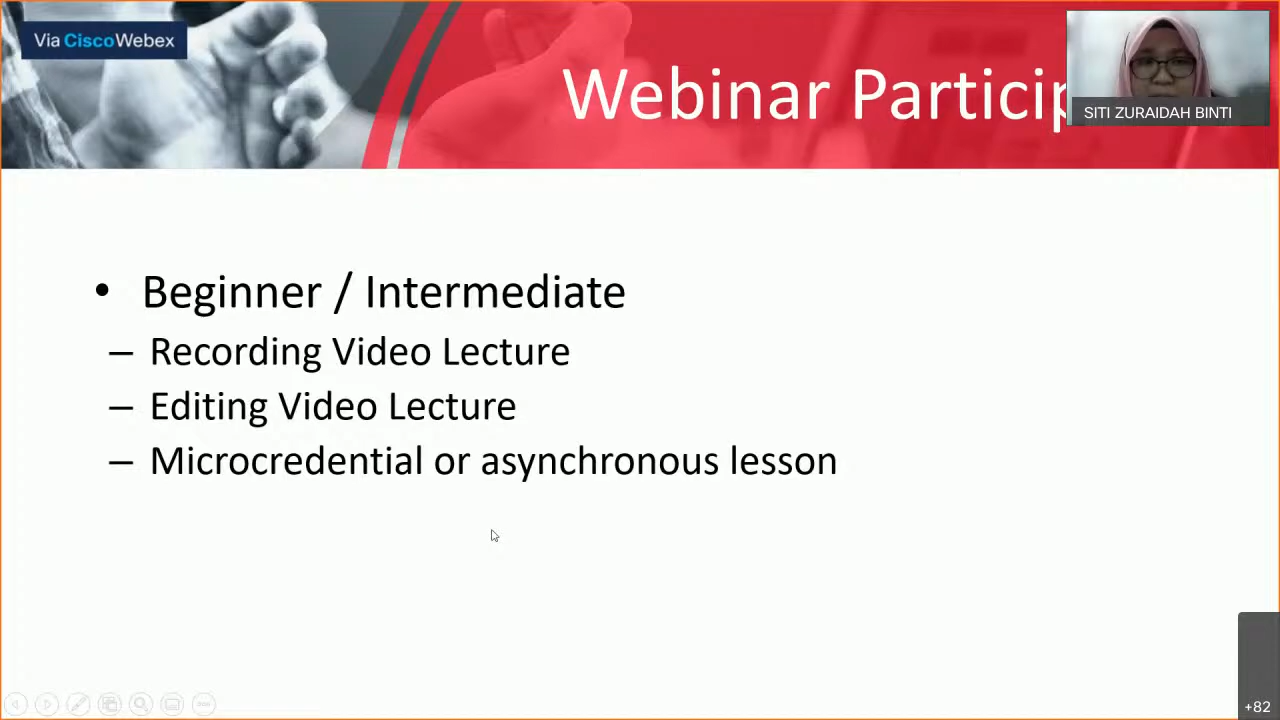 Via CiscoWebex
Webinar Particip
SITI ZURAIDAH BINTI
• Beginner / Intermediate
– Recording Video Lecture
– Editing Video Lecture
– Microcredential or asynchronous lesson
+82